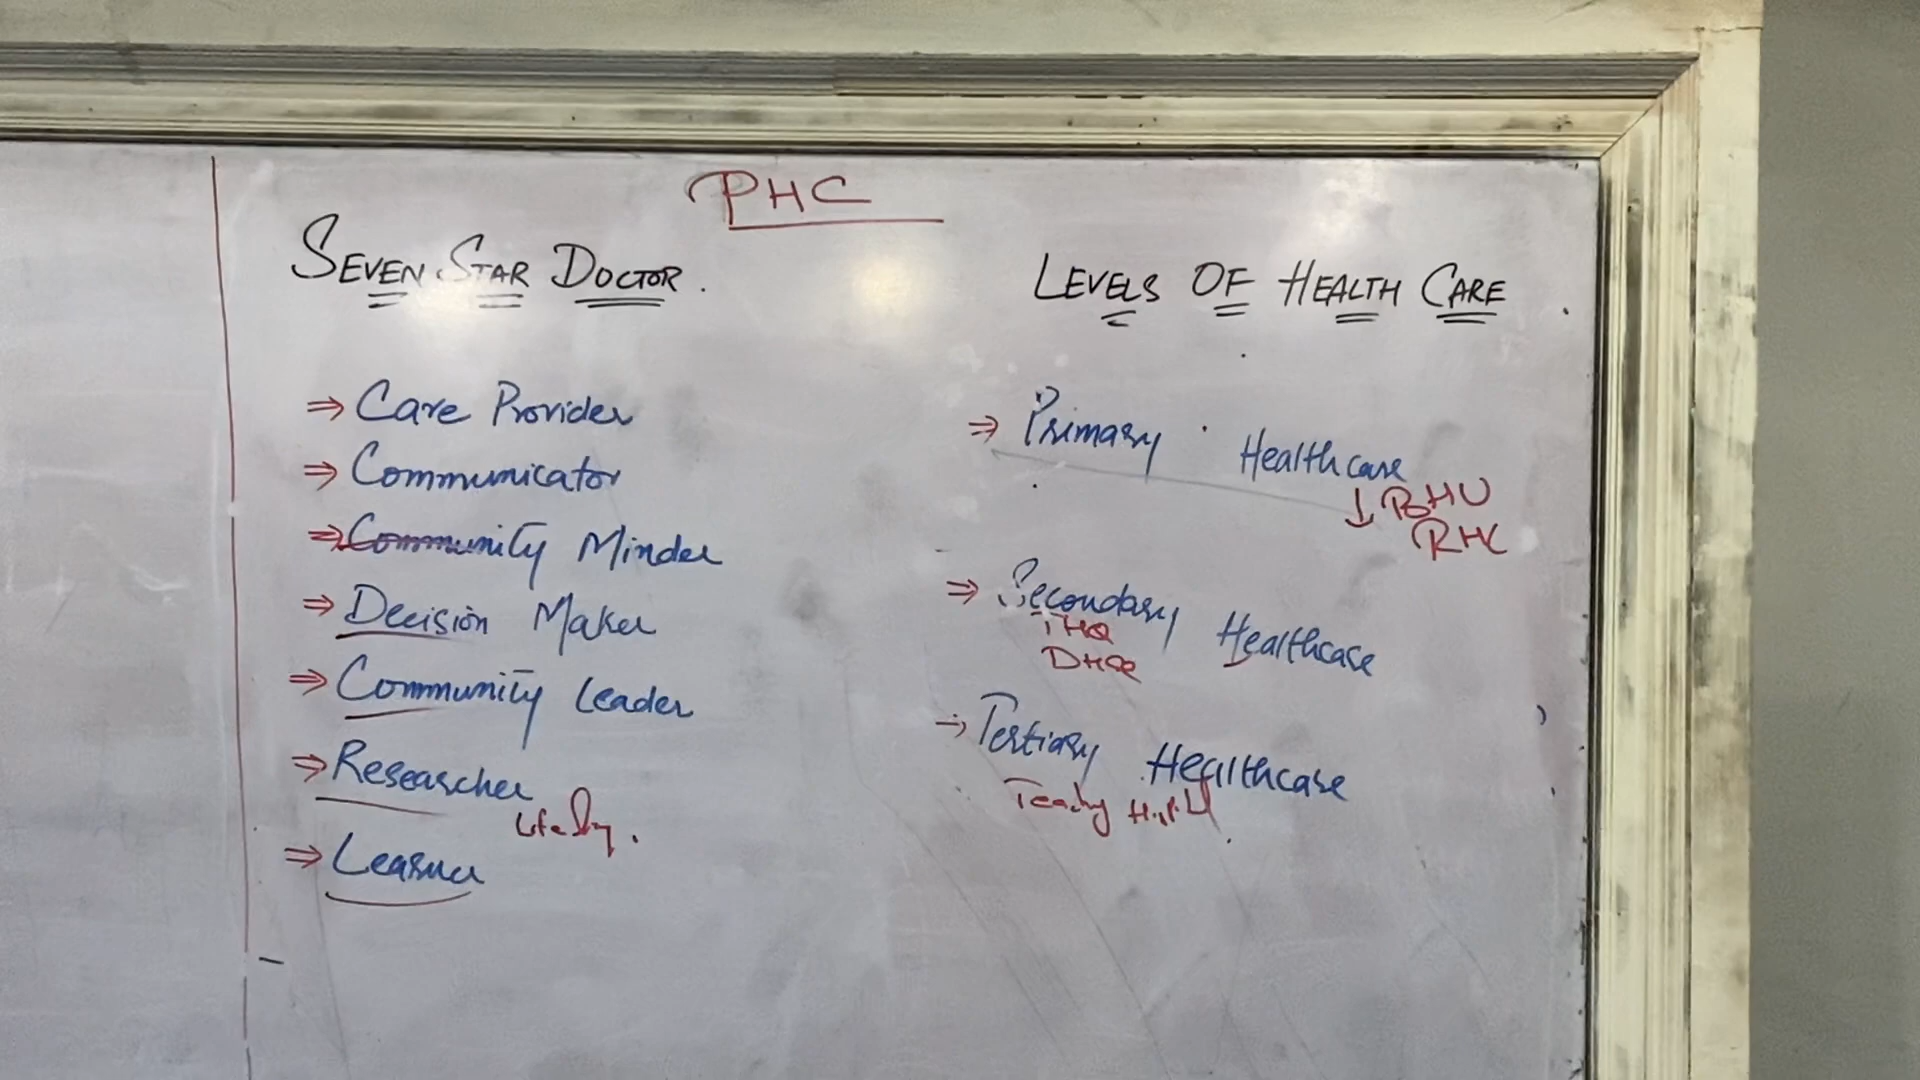 PHC
SEVEN STAR DOCTOR.
⇒ Care Provider
⇒ Communicator
⇒ Community Minder
⇒ Decision Maker
⇒ Community Leader
⇒ Researcher
⇒ Learner
LEVELS OF HEALTH CARE
⇒ Primary Healthcare
↓ BHU
RHC
⇒ Secondary Healthcare
THQ
DHQ
→ Tertiary Healthcare